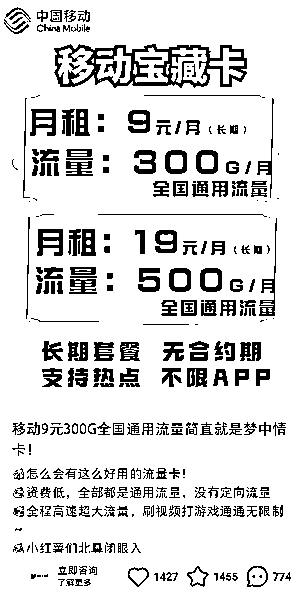 中国移动
China Mobile
移动宝藏卡
月租：9元/月（长期）
流量：300G/月
全国通用流量
月租：19元/月（长期）
流量：500G/月
全国通用流量
长期套餐 无合约期
支持热点 不限APP
移动9元300G全国通用流量简直就是梦中情
卡！
怎么会有这么好用的流量卡！
资费低，全部都是通用流量，没有定向流量
全程高速超大流量，刷视频打游戏通通无限制
~
小红薯们北鼻闭眼入
立即咨询
了解更多
1427 1455 774